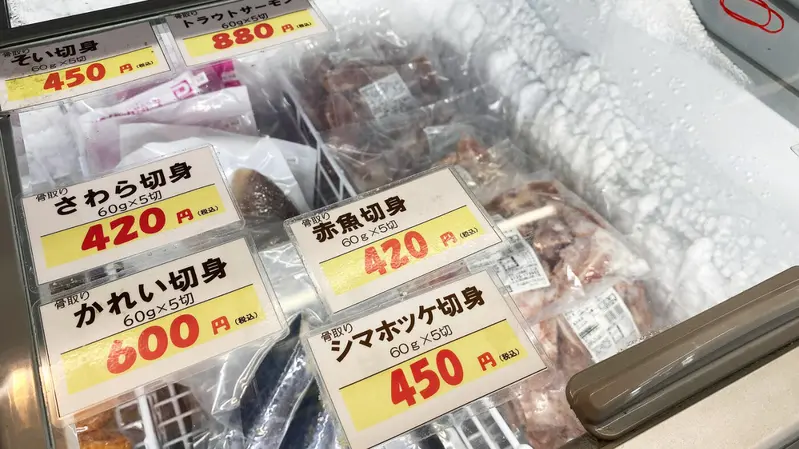 骨取り
そい切身
60g×5切
450円(税込)
骨取り
トラウトサーモン
60g×5切
880円(税込)
骨取り
さわら切身
60g×5切
420円(税込)
骨取り
赤魚切身
60g×5切
420円(税込)
骨取り
かれい切身
60g×5切
600円(税込)
骨取り
シマホッケ切身
60g×5切
450円(税込)